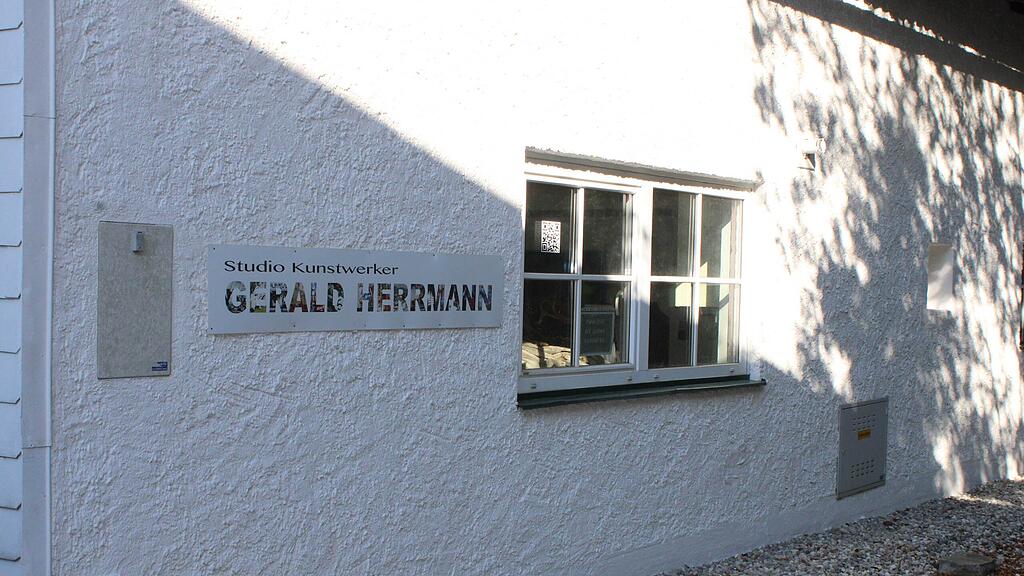 Studio Kunstwerker
GERALD HERRMANN